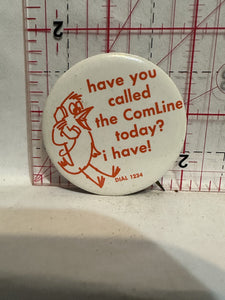 have you
called
the ComLine
today?
i have!
DIAL 1234